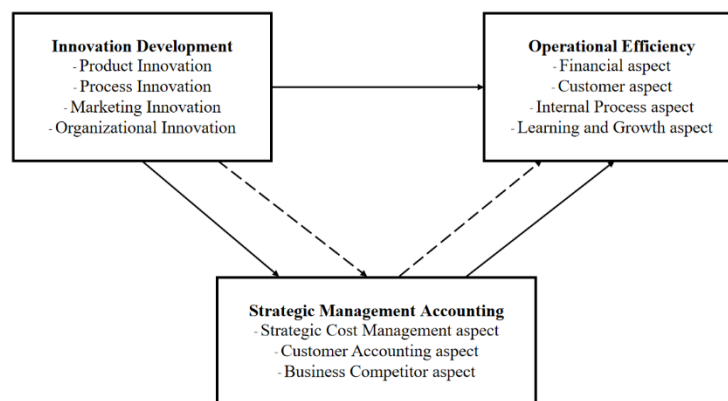 Innovation Development
- Product Innovation
- Process Innovation
- Marketing Innovation
- Organizational Innovation
Operational Efficiency
- Financial aspect
- Customer aspect
- Internal Process aspect
- Learning and Growth aspect
Strategic Management Accounting
- Strategic Cost Management aspect
- Customer Accounting aspect
- Business Competitor aspect